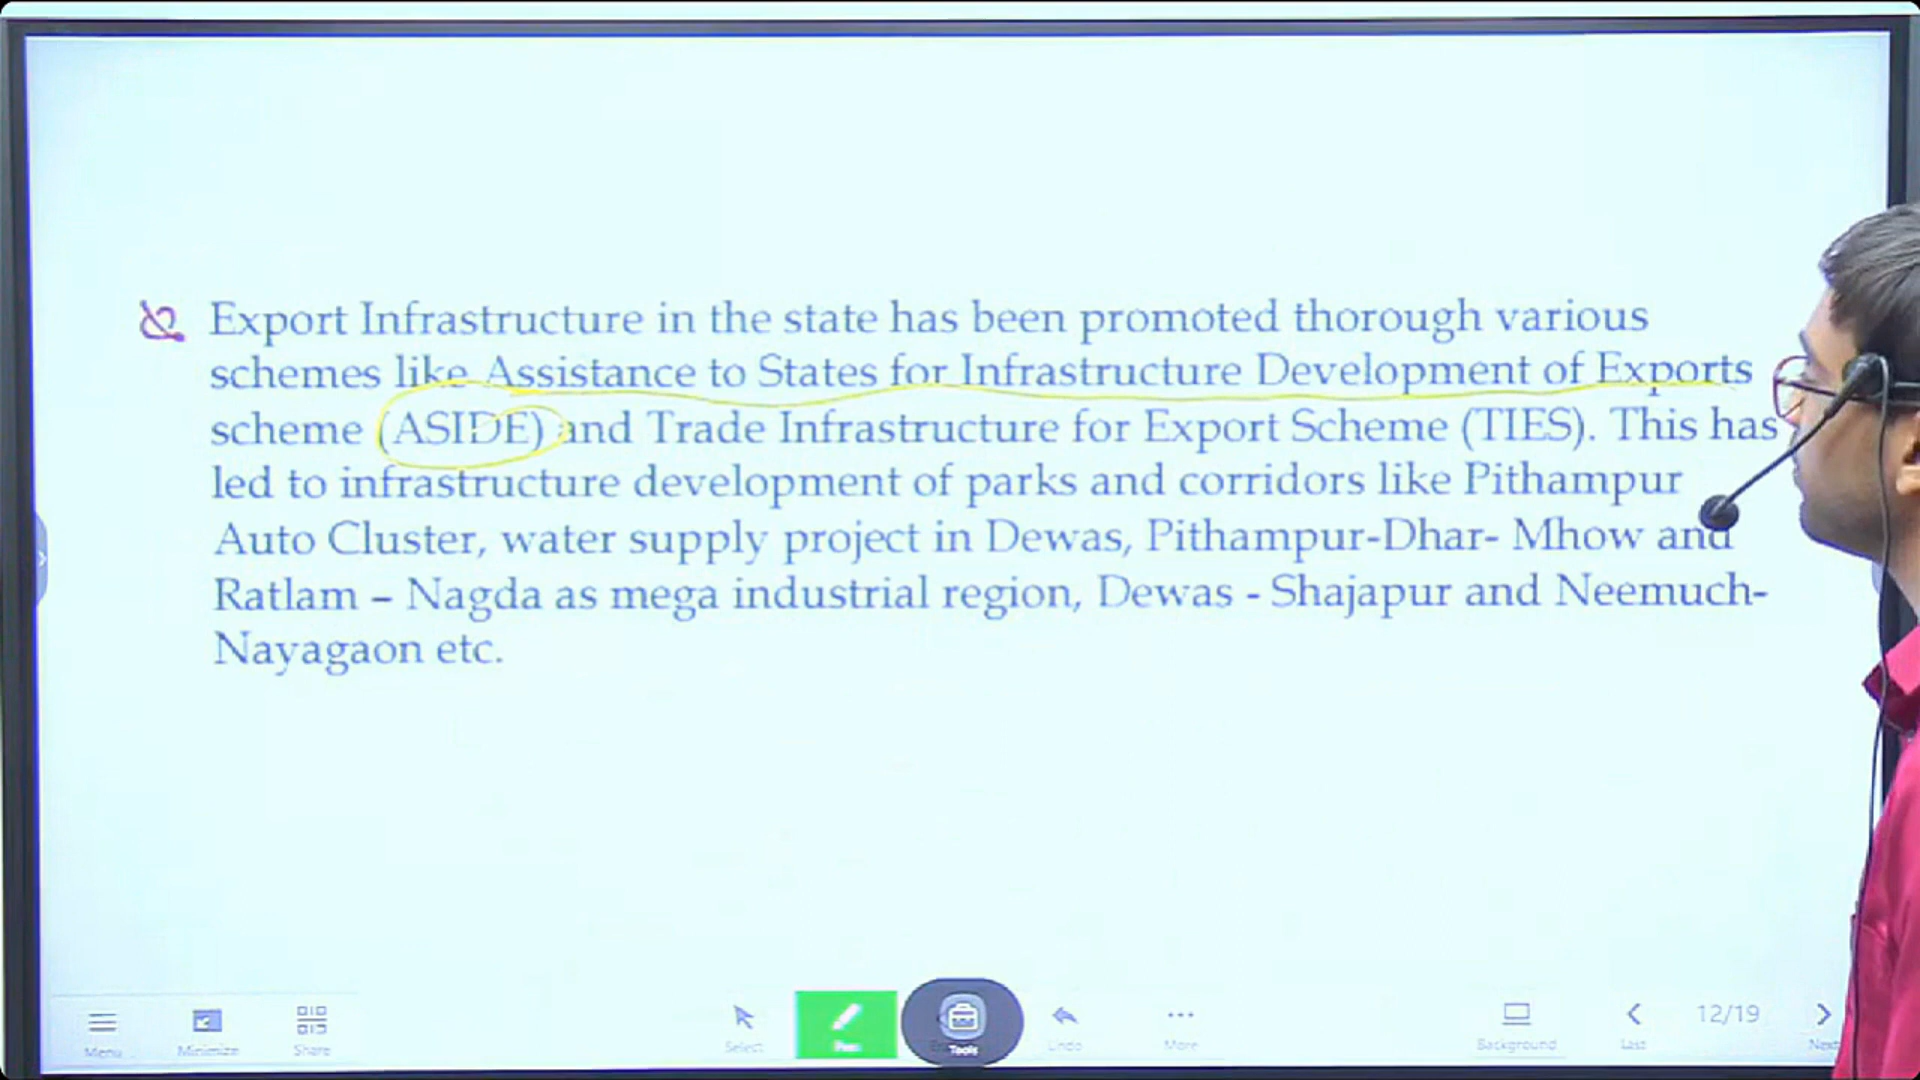 Export Infrastructure in the state has been promoted thorough various
schemes like Assistance to States for Infrastructure Development of Exports
scheme (ASIDE) and Trade Infrastructure for Export Scheme (TIES). This has
led to infrastructure development of parks and corridors like Pithampur
Auto Cluster, water supply project in Dewas, Pithampur-Dhar- Mhow and
Ratlam – Nagda as mega industrial region, Dewas - Shajapur and Neemuch-
Nayagaon etc.
Menu Minimize Share Select Pen Tools Undo More Background Last 12/19 Next